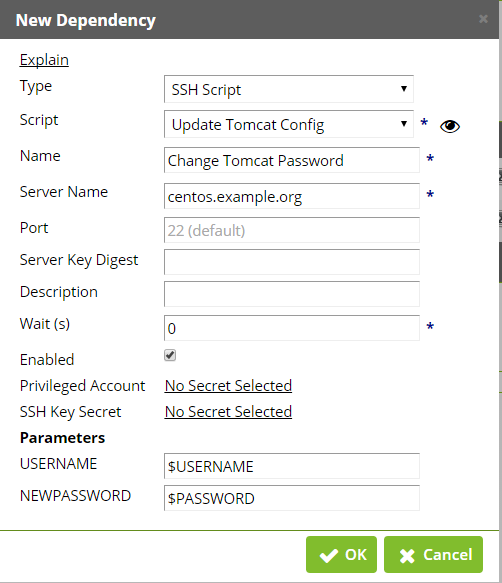 New Dependency
Explain
Type SSH Script
Script Update Tomcat Config *
Name Change Tomcat Password *
Server Name centos.example.org *
Port 22 (default)
Server Key Digest
Description
Wait (s) 0 *
Enabled
Privileged Account No Secret Selected
SSH Key Secret No Secret Selected
Parameters
USERNAME $USERNAME
NEWPASSWORD $PASSWORD
OK Cancel